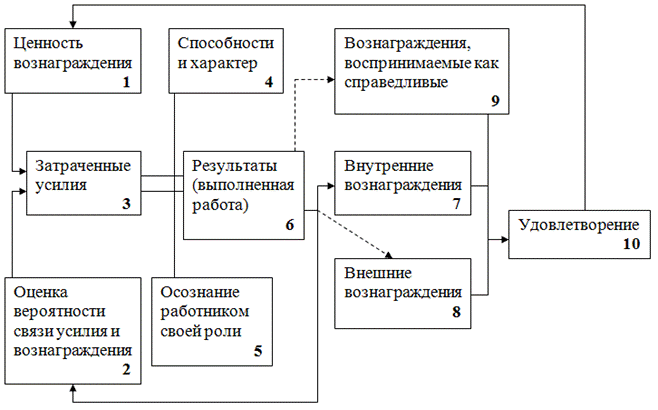 Ценность
вознаграждения
1
Способности
и характер
4
Вознаграждения,
воспринимаемые как
справедливые
9
Затраченные
усилия
3
Результаты
(выполненная
работа)
6
Внутренние
вознаграждения
7
Удовлетворение
10
Оценка
вероятности
связи усилия и
вознаграждения
2
Осознание
работником
своей роли
5
Внешние
вознаграждения
8